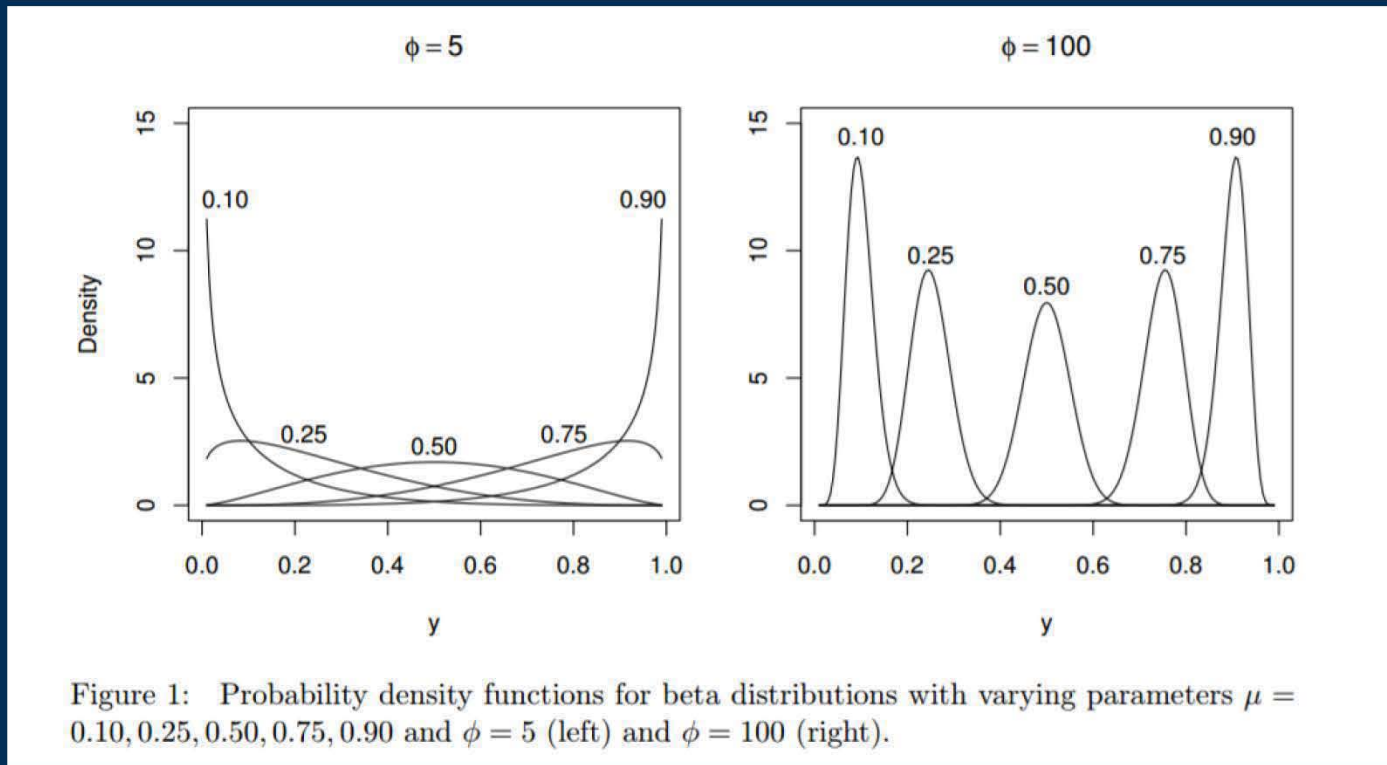 ϕ = 5
15
10
5
0
Density
0.10
0.90
0.25
0.50
0.75
0.0 0.2 0.4 0.6 0.8 1.0
y
ϕ = 100
15
10
5
0
0.10
0.90
0.25
0.75
0.50
0.0 0.2 0.4 0.6 0.8 1.0
y
Figure 1: Probability density functions for beta distributions with varying parameters μ =
0.10, 0.25, 0.50, 0.75, 0.90 and ϕ = 5 (left) and ϕ = 100 (right).